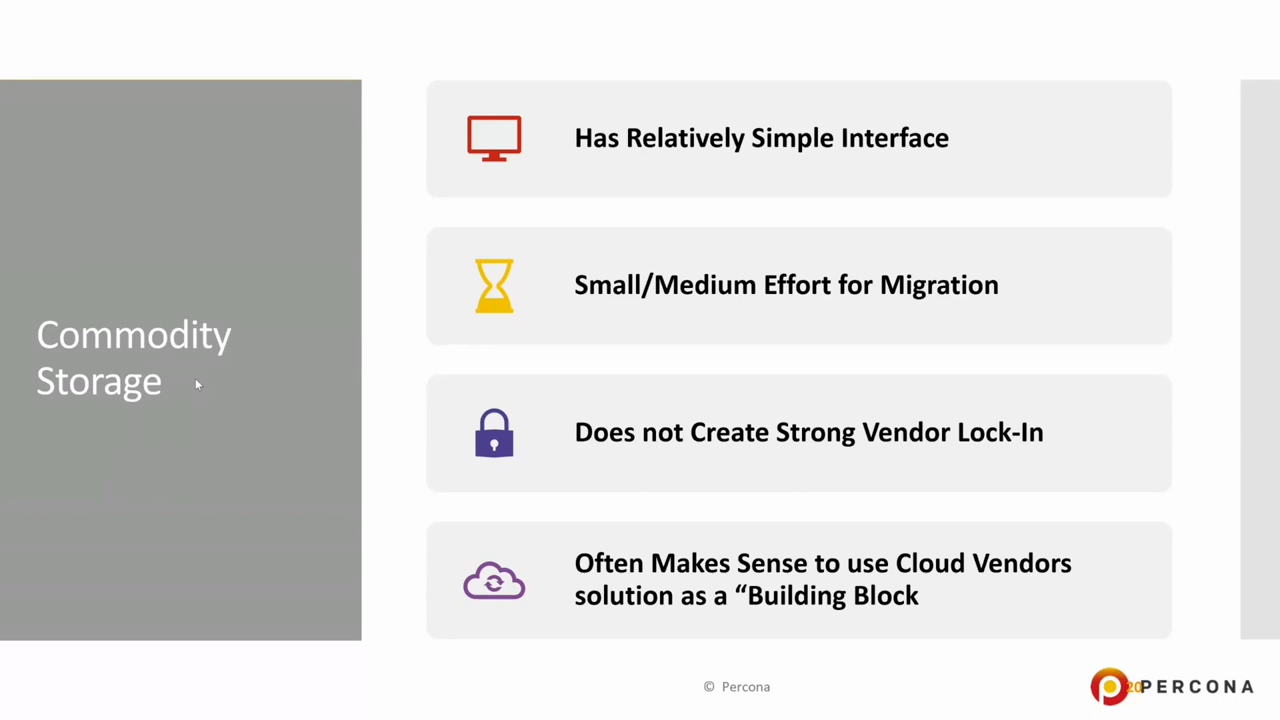 Commodity
Storage
Has Relatively Simple Interface
Small/Medium Effort for Migration
Does not Create Strong Vendor Lock-In
Often Makes Sense to use Cloud Vendors
solution as a “Building Block
© Percona
20
PERCONA